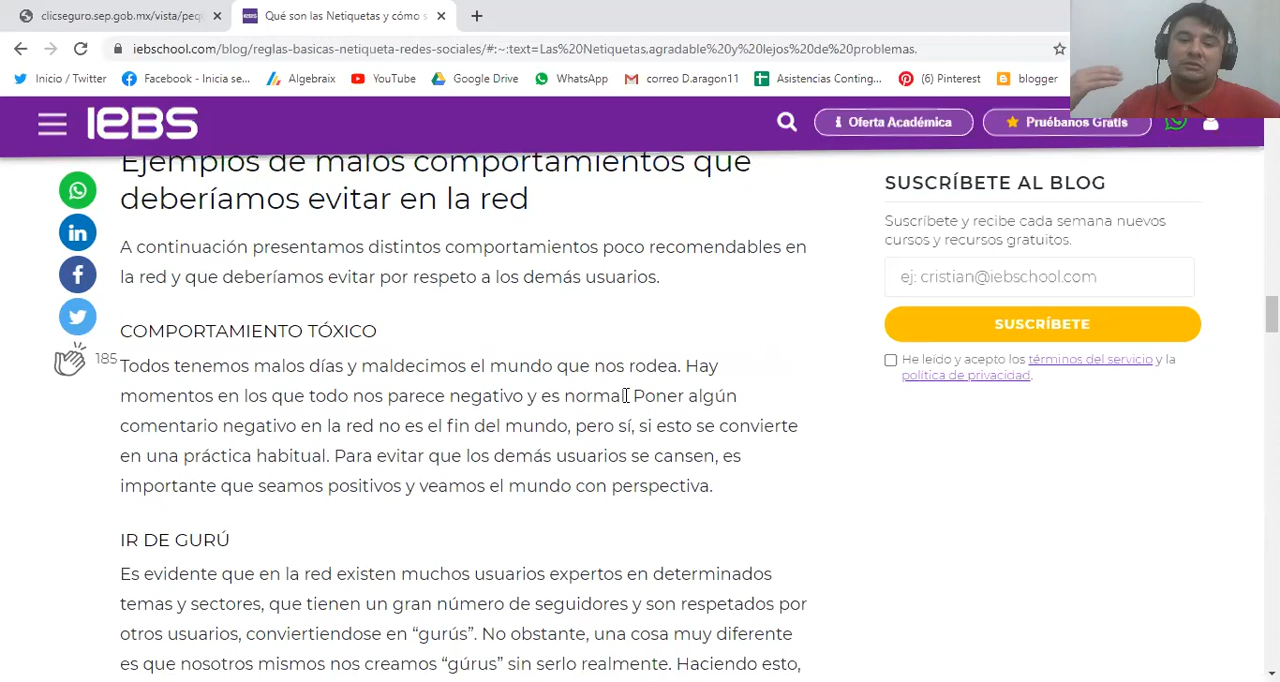 clicseguro.sep.gob.mx/vista/peq
Qué son las Netiquetas y cómo s
iebschool.com/blog/reglas-basicas-netiqueta-redes-sociales/#:~:text=Las%20Netiquetas,agradable%20y%20lejos%20de%20problemas.
Inicio / Twitter
Facebook - Inicia se...
Algebraix
YouTube
Google Drive
WhatsApp
correo D.aragon11
Asistencias Conting...
(6) Pinterest
blogger
IEBS
Oferta Académica
Pruébanos Gratis
Ejemplos de malos comportamientos que
deberíamos evitar en la red
A continuación presentamos distintos comportamientos poco recomendables en
la red y que deberíamos evitar por respeto a los demás usuarios.
COMPORTAMIENTO TÓXICO
185
Todos tenemos malos días y maldecimos el mundo que nos rodea. Hay
momentos en los que todo nos parece negativo y es normal. Poner algún
comentario negativo en la red no es el fin del mundo, pero sí, si esto se convierte
en una práctica habitual. Para evitar que los demás usuarios se cansen, es
importante que seamos positivos y veamos el mundo con perspectiva.
IR DE GURÚ
Es evidente que en la red existen muchos usuarios expertos en determinados
temas y sectores, que tienen un gran número de seguidores y son respetados por
otros usuarios, conviertiendose en “gurús”. No obstante, una cosa muy diferente
es que nosotros mismos nos creamos “gúrus” sin serlo realmente. Haciendo esto,
SUSCRÍBETE AL BLOG
Suscríbete y recibe cada semana nuevos
cursos y recursos gratuitos.
ej: cristian@iebschool.com
SUSCRÍBETE
He leído y acepto los términos del servicio y la
política de privacidad.